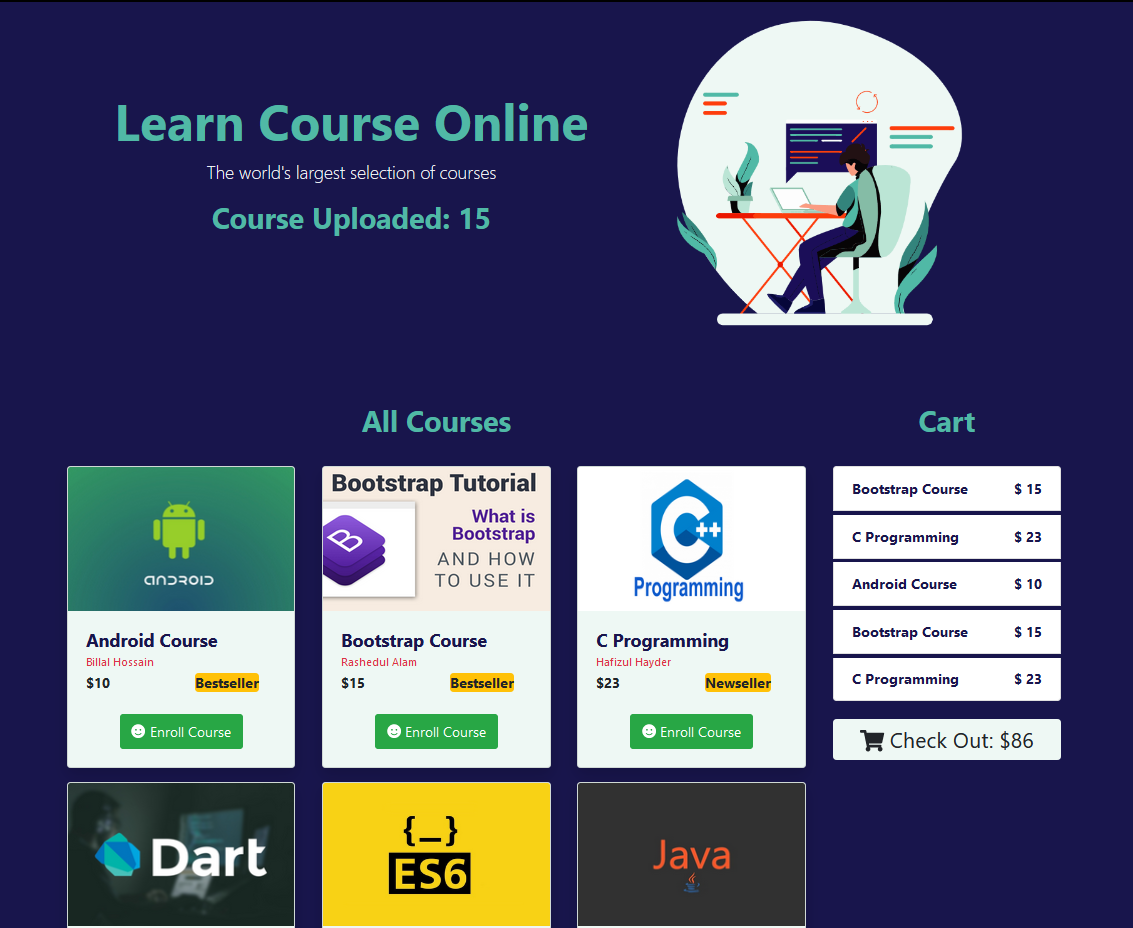 Learn Course Online
The world's largest selection of courses
Course Uploaded: 15
All Courses
Cart
android
Bootstrap Tutorial
What is
Bootstrap
AND HOW
TO USE IT
C++
Programming
Android Course
Billal Hossain
$10 Bestseller
Enroll Course
Bootstrap Course
Rashedul Alam
$15 Bestseller
Enroll Course
C Programming
Hafizul Hayder
$23 Newseller
Enroll Course
Bootstrap Course $ 15
C Programming $ 23
Android Course $ 10
Bootstrap Course $ 15
C Programming $ 23
Check Out: $86
Dart
{_}
ES6
Java